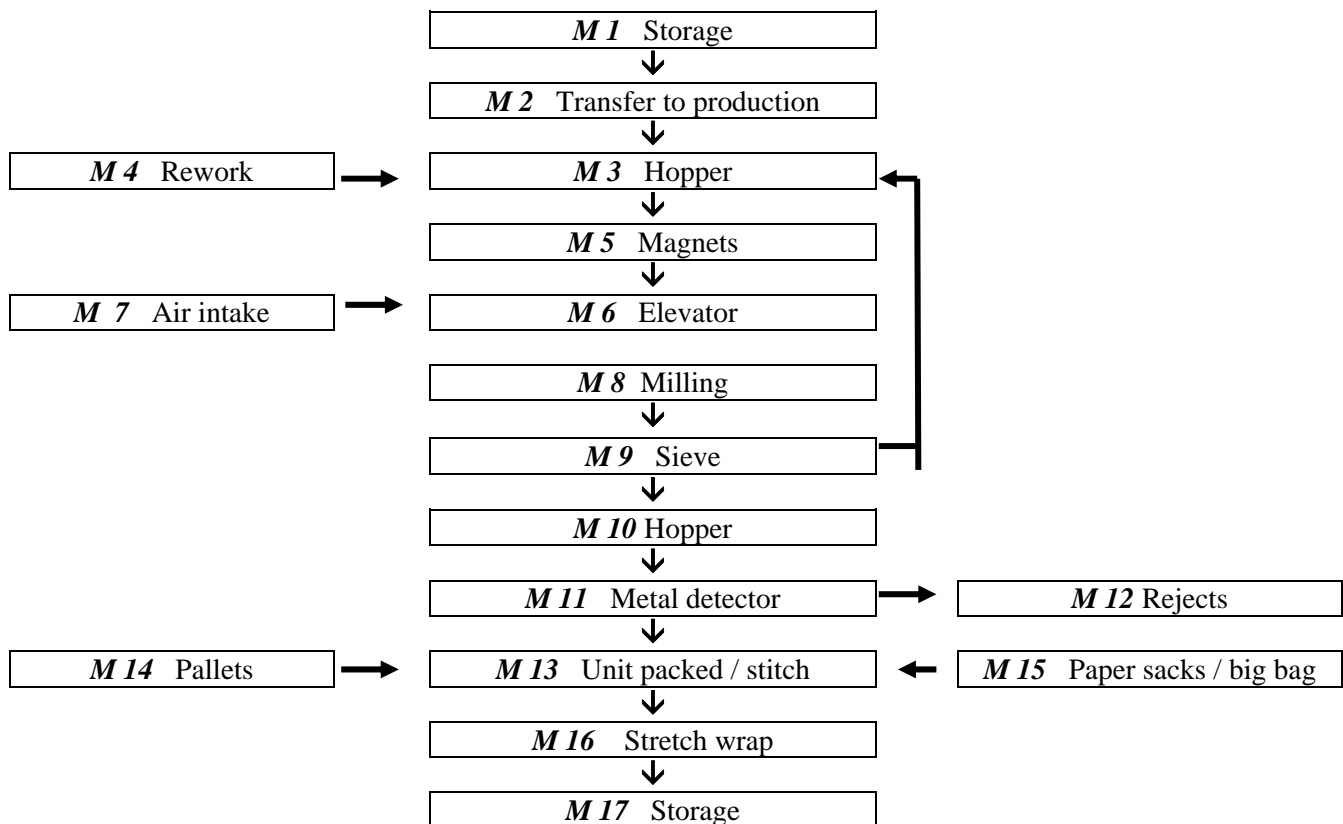 M 1 Storage
M 2 Transfer to production
M 4 Rework
M 3 Hopper
M 5 Magnets
M 7 Air intake
M 6 Elevator
M 8 Milling
M 9 Sieve
M 10 Hopper
M 11 Metal detector
M 12 Rejects
M 14 Pallets
M 13 Unit packed / stitch
M 15 Paper sacks / big bag
M 16 Stretch wrap
M 17 Storage